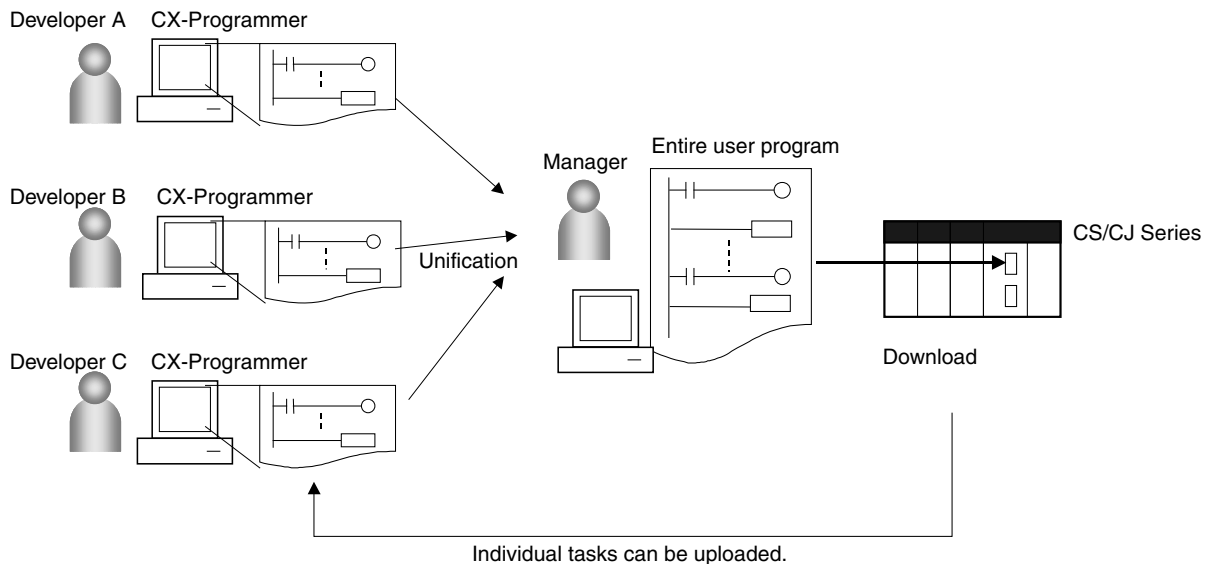 Developer A CX-Programmer
Developer B CX-Programmer
Developer C CX-Programmer
Unification
Manager
Entire user program
CS/CJ Series
Download
Individual tasks can be uploaded.